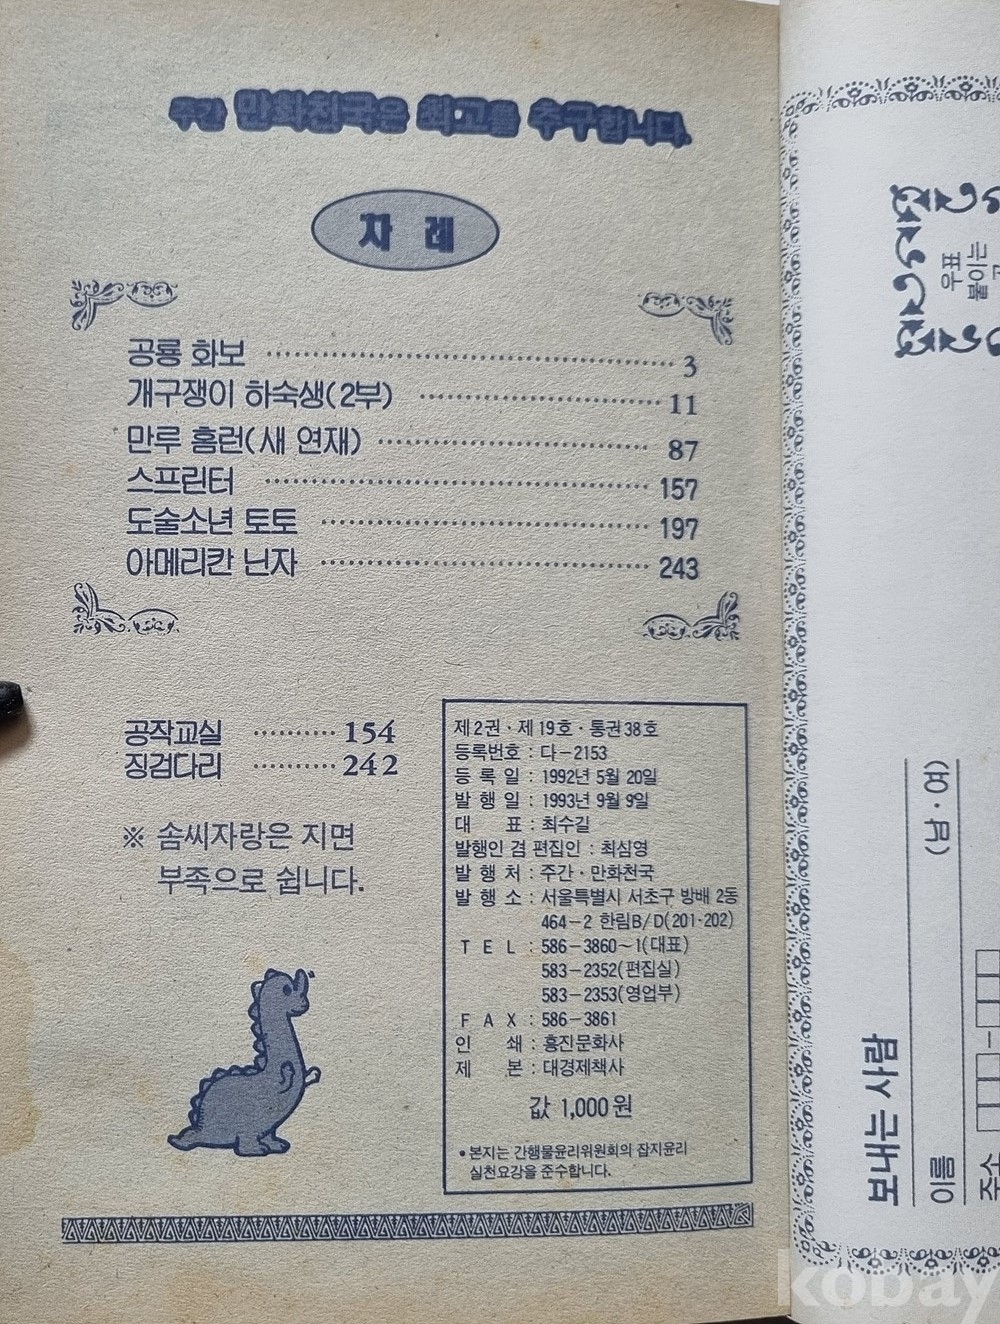 주간 만화천국은 최고를 추구합니다.
차 례
공룡 화보 3
개구쟁이 하숙생(2부) 11
만루 홈런(새 연재) 87
스프린터 157
도술소년 토토 197
아메리칸 닌자 243
공작교실 154
징검다리 242
※ 솜씨자랑은 지면
부족으로 쉽니다.
제2권·제19호·통권38호
등록번호 : 다-2153
등 록 일 : 1992년 5월 20일
발 행 일 : 1993년 9월 9일
대 표 : 최수길
발행인 겸 편집인 : 최심영
발 행 처 : 주간·만화천국
발 행 소 : 서울특별시 서초구 방배 2동
464-2 한림B/D(201·202)
T E L : 586-3860~1(대표)
583-2352(편집실)
583-2353(영업부)
F A X : 586-3861
인 쇄 : 흥진문화사
제 본 : 대경제책사
값 1,000원
•본지는 간행물윤리위원회의 잡지윤리
실천요강을 준수합니다.
우표
붙이는
보내는 사람
이름 (남·여)
주소
kobay